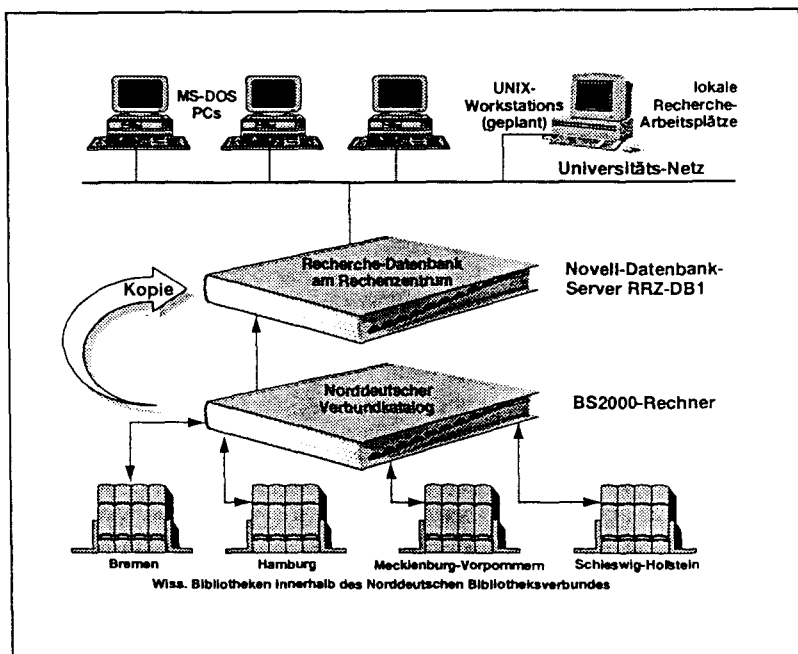 MS-DOS
PCs
UNIX-
Workstations
(geplant)
lokale
Recherche-
Arbeitsplätze
Universitäts-Netz
Recherche-Datenbank
am Rechenzentrum
Kopie
Novell-Datenbank-
Server RRZ-DB1
Norddeutscher
Verbundkatalog
BS2000-Rechner
Bremen
Hamburg
Mecklenburg-Vorpommern
Schleswig-Holstein
Wiss. Bibliotheken innerhalb des Norddeutschen Bibliotheksverbundes